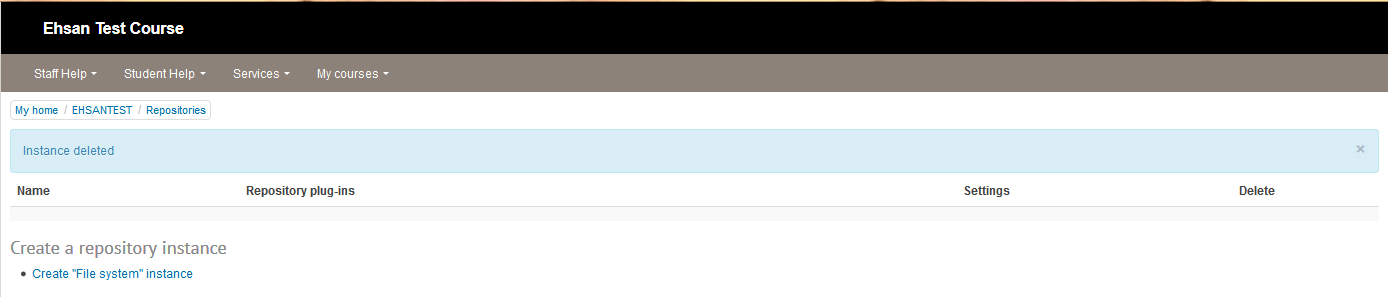 Ehsan Test Course
Staff Help Student Help Services My courses
My home / EHSANTEST / Repositories
Instance deleted ×
Name Repository plug-ins Settings Delete
Create a repository instance
• Create "File system" instance